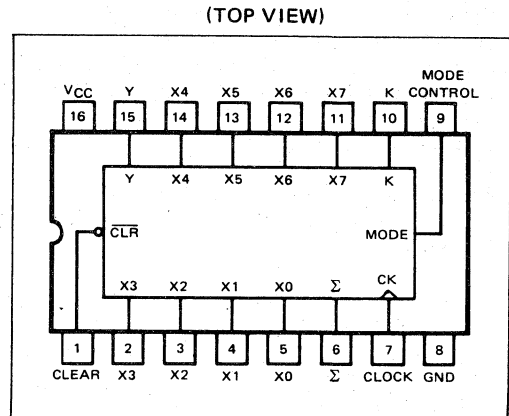 (TOP VIEW)
MODE
VCC Y X4 X5 X6 X7 K CONTROL
16 15 14 13 12 11 10 9
Y X4 X5 X6 X7 K
CLR MODE
X3 X2 X1 X0 Σ CK
1 2 3 4 5 6 7 8
CLEAR X3 X2 X1 X0 Σ CLOCK GND